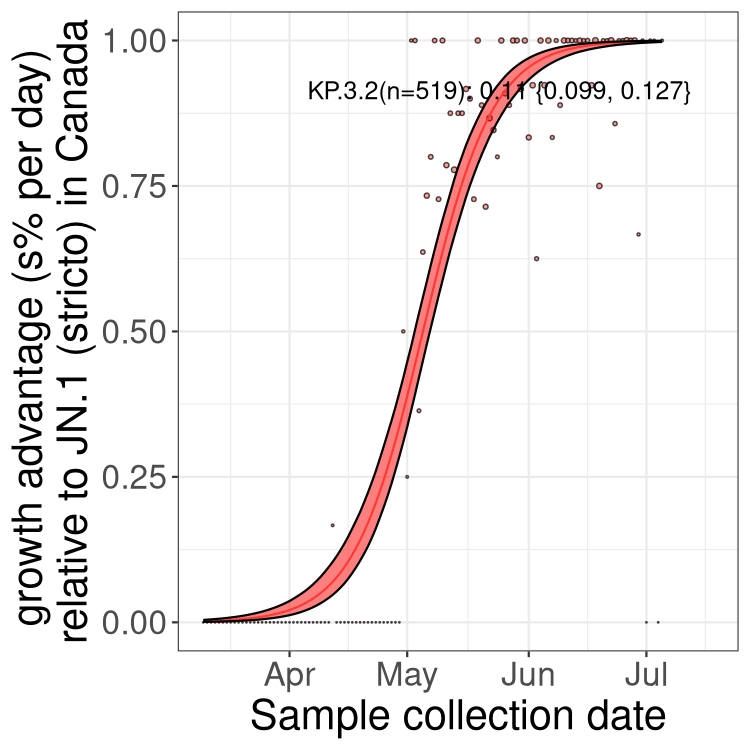 growth advantage (s% per day)
relative to JN.1 (stricto) in Canada
1.00
0.75
0.50
0.25
0.00
KP.3.2(n=519): 0.11 {0.099, 0.127}
Apr May Jun Jul
Sample collection date